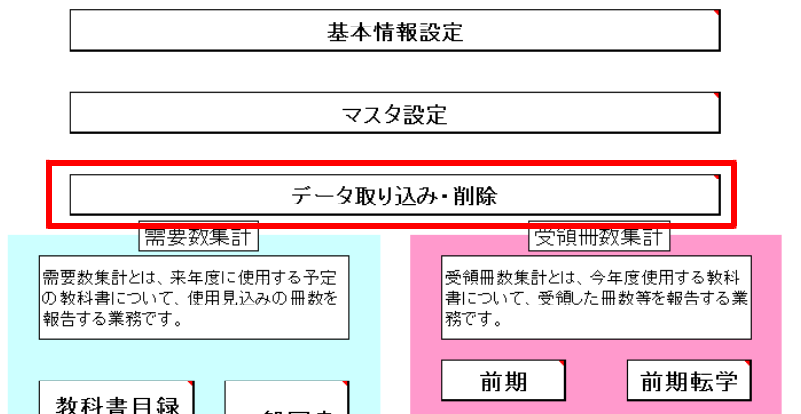 基本情報設定
マスタ設定
データ取り込み・削除
需要数集計
需要数集計とは、来年度に使用する予定
の教科書について、使用見込みの冊数を
報告する業務です。
教科書目録
受領冊数集計
受領冊数集計とは、今年度使用する教科
書について、受領した冊数等を報告する業
務です。
前期
前期転学